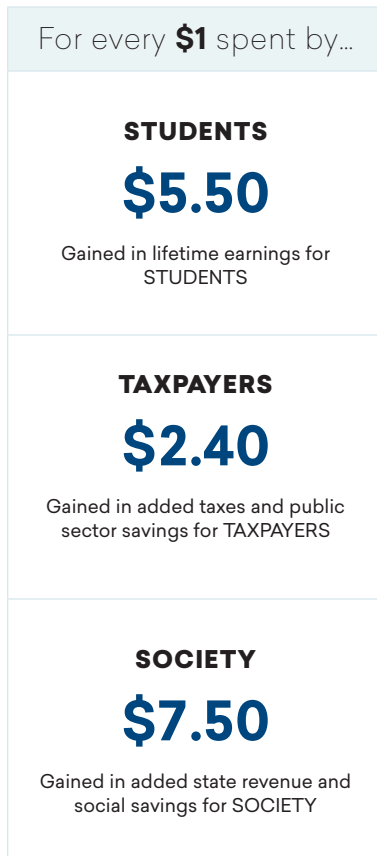 For every $1 spent by...
STUDENTS
$5.50
Gained in lifetime earnings for
STUDENTS
TAXPAYERS
$2.40
Gained in added taxes and public
sector savings for TAXPAYERS
SOCIETY
$7.50
Gained in added state revenue and
social savings for SOCIETY